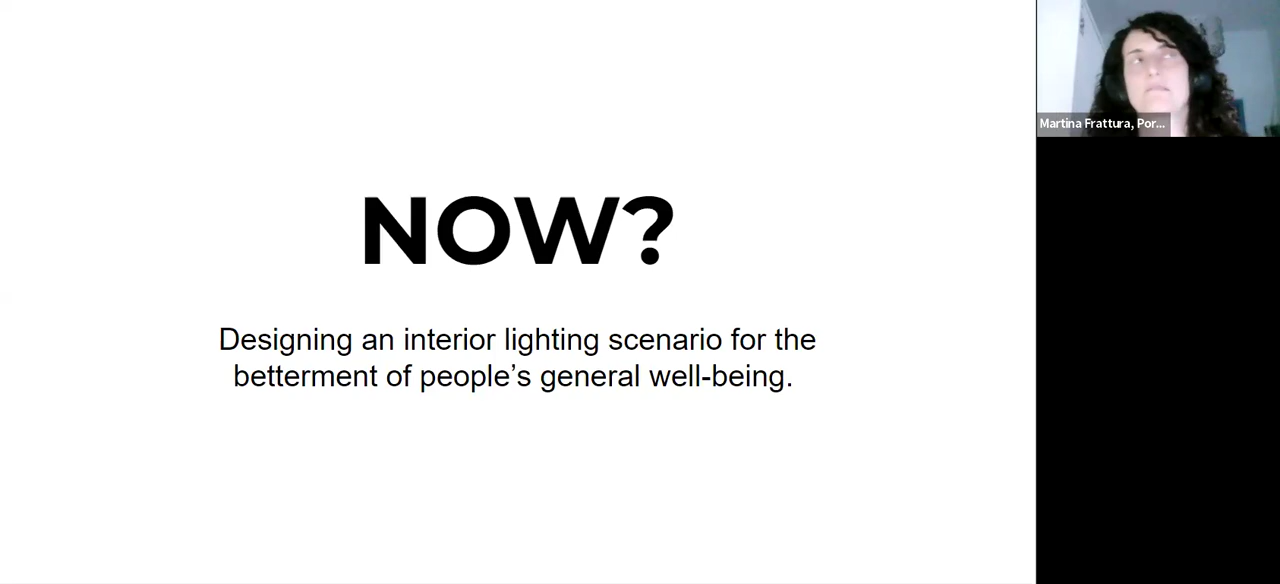 NOW?
Designing an interior lighting scenario for the
betterment of people’s general well-being.
Martina Frattura, Por...